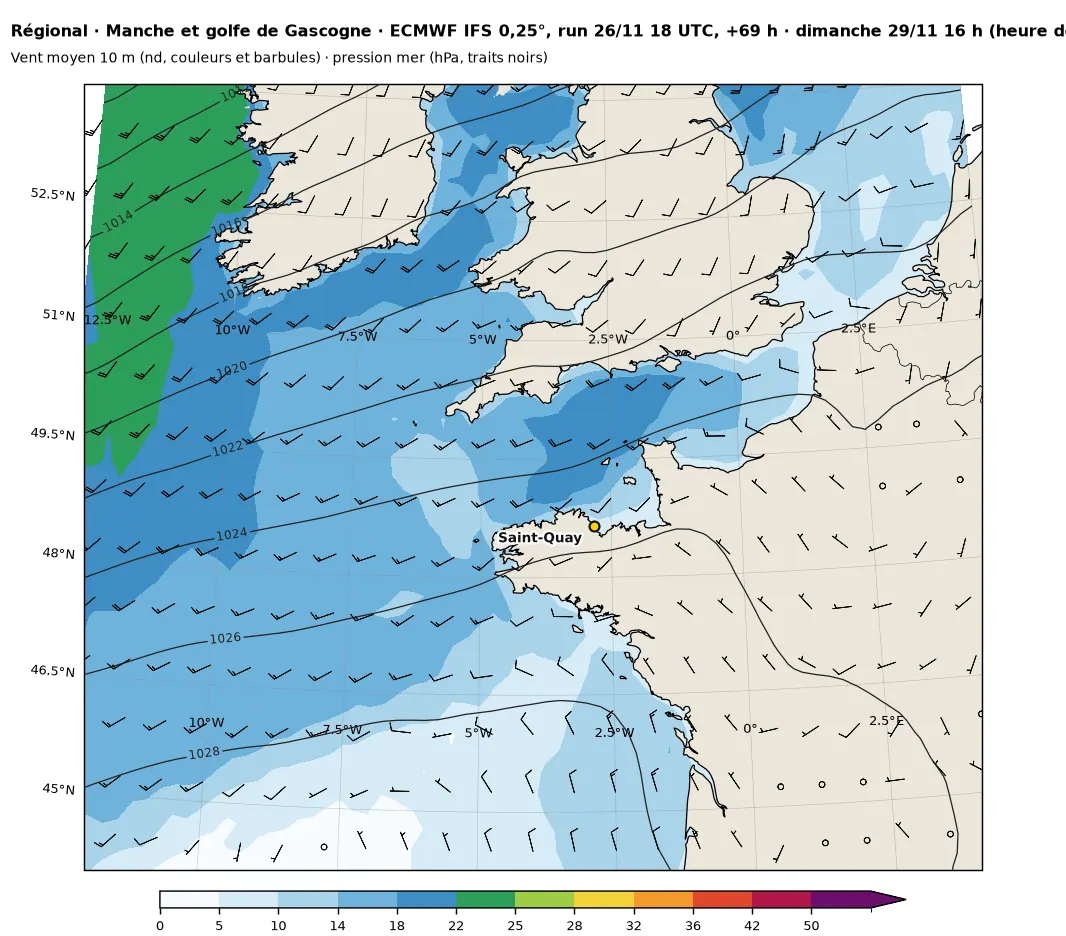 Régional · Manche et golfe de Gascogne · ECMWF IFS 0,25°, run 26/11 18 UTC, +69 h · dimanche 29/11 16 h (heure d
Vent moyen 10 m (nd, couleurs et barbules) · pression mer (hPa, traits noirs)
1014
1016
52.5°N
51°N
12.5°W
10°W
7.5°W
5°W
2.5°W
0°
2.5°E
1020
49.5°N
1022
1024
Saint-Quay
48°N
1026
46.5°N
10°W
7.5°W
5°W
2.5°W
0°
2.5°E
1028
45°N
0 5 10 14 18 22 25 28 32 36 42 50